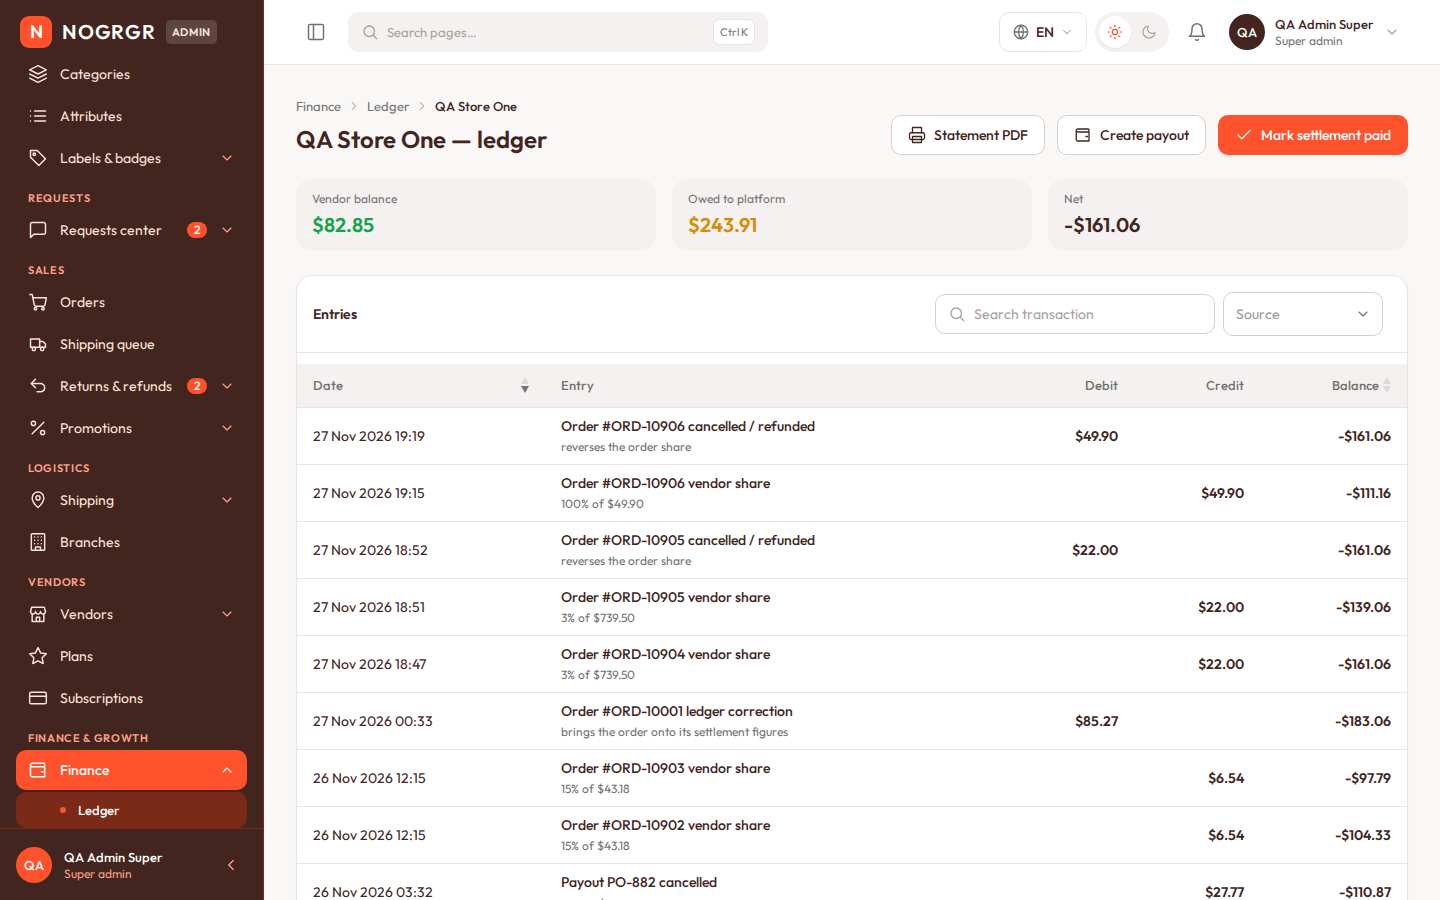 N NOGRGR ADMIN
Categories
Attributes
Labels & badges
REQUESTS
Requests center 2
SALES
Orders
Shipping queue
Returns & refunds 2
Promotions
LOGISTICS
Shipping
Branches
VENDORS
Vendors
Plans
Subscriptions
FINANCE & GROWTH
Finance
Ledger
QA QA Admin Super
Super admin
Search pages... Ctrl K
EN
QA QA Admin Super
Super admin
Finance Ledger QA Store One
QA Store One — ledger
Statement PDF
Create payout
Mark settlement paid
Vendor balance
$82.85
Owed to platform
$243.91
Net
-$161.06
Entries
Search transaction
Source
Date Entry Debit Credit Balance
27 Nov 2026 19:19 Order #ORD-10906 cancelled / refunded $49.90 -$161.06
reverses the order share
27 Nov 2026 19:15 Order #ORD-10906 vendor share $49.90 -$111.16
100% of $49.90
27 Nov 2026 18:52 Order #ORD-10905 cancelled / refunded $22.00 -$161.06
reverses the order share
27 Nov 2026 18:51 Order #ORD-10905 vendor share $22.00 -$139.06
3% of $739.50
27 Nov 2026 18:47 Order #ORD-10904 vendor share $22.00 -$161.06
3% of $739.50
27 Nov 2026 00:33 Order #ORD-10001 ledger correction $85.27 -$183.06
brings the order onto its settlement figures
26 Nov 2026 12:15 Order #ORD-10903 vendor share $6.54 -$97.79
15% of $43.18
26 Nov 2026 12:15 Order #ORD-10902 vendor share $6.54 -$104.33
15% of $43.18
26 Nov 2026 03:32 Payout PO-882 cancelled $27.77 -$110.87